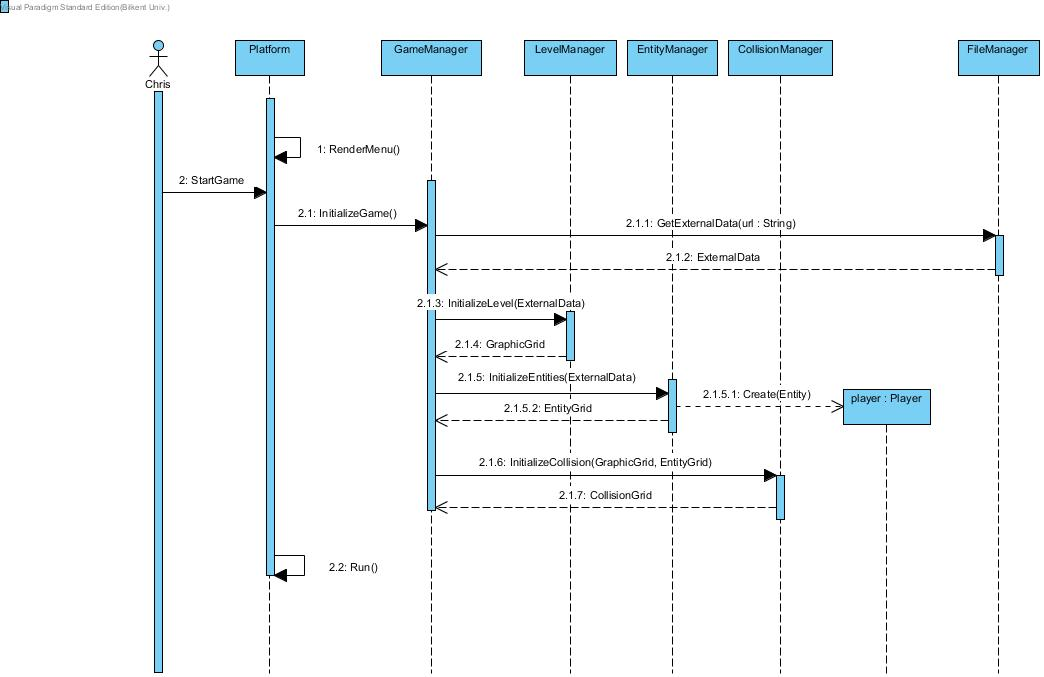 Visual Paradigm Standard Edition(Bilkent Univ.)
Chris
Platform
GameManager
LevelManager
EntityManager
CollisionManager
FileManager
1: RenderMenu()
2: StartGame
2.1: InitializeGame()
2.1.1: GetExternalData(url : String)
2.1.2: ExternalData
2.1.3: InitializeLevel(ExternalData)
2.1.4: GraphicGrid
2.1.5: InitializeEntities(ExternalData)
2.1.5.1: Create(Entity)
player : Player
2.1.5.2: EntityGrid
2.1.6: InitializeCollision(GraphicGrid, EntityGrid)
2.1.7: CollisionGrid
2.2: Run()